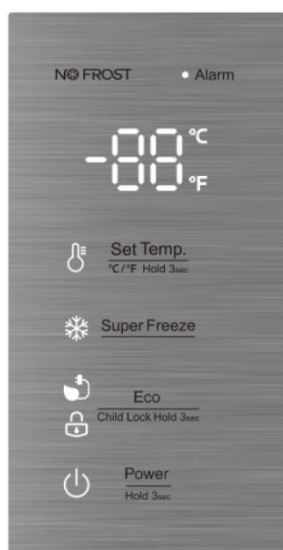 NO FROST
Alarm
-88 °C
°F
Set Temp.
°C/°F Hold 3sec
Super Freeze
Eco
Child Lock Hold 3sec
Power
Hold 3sec